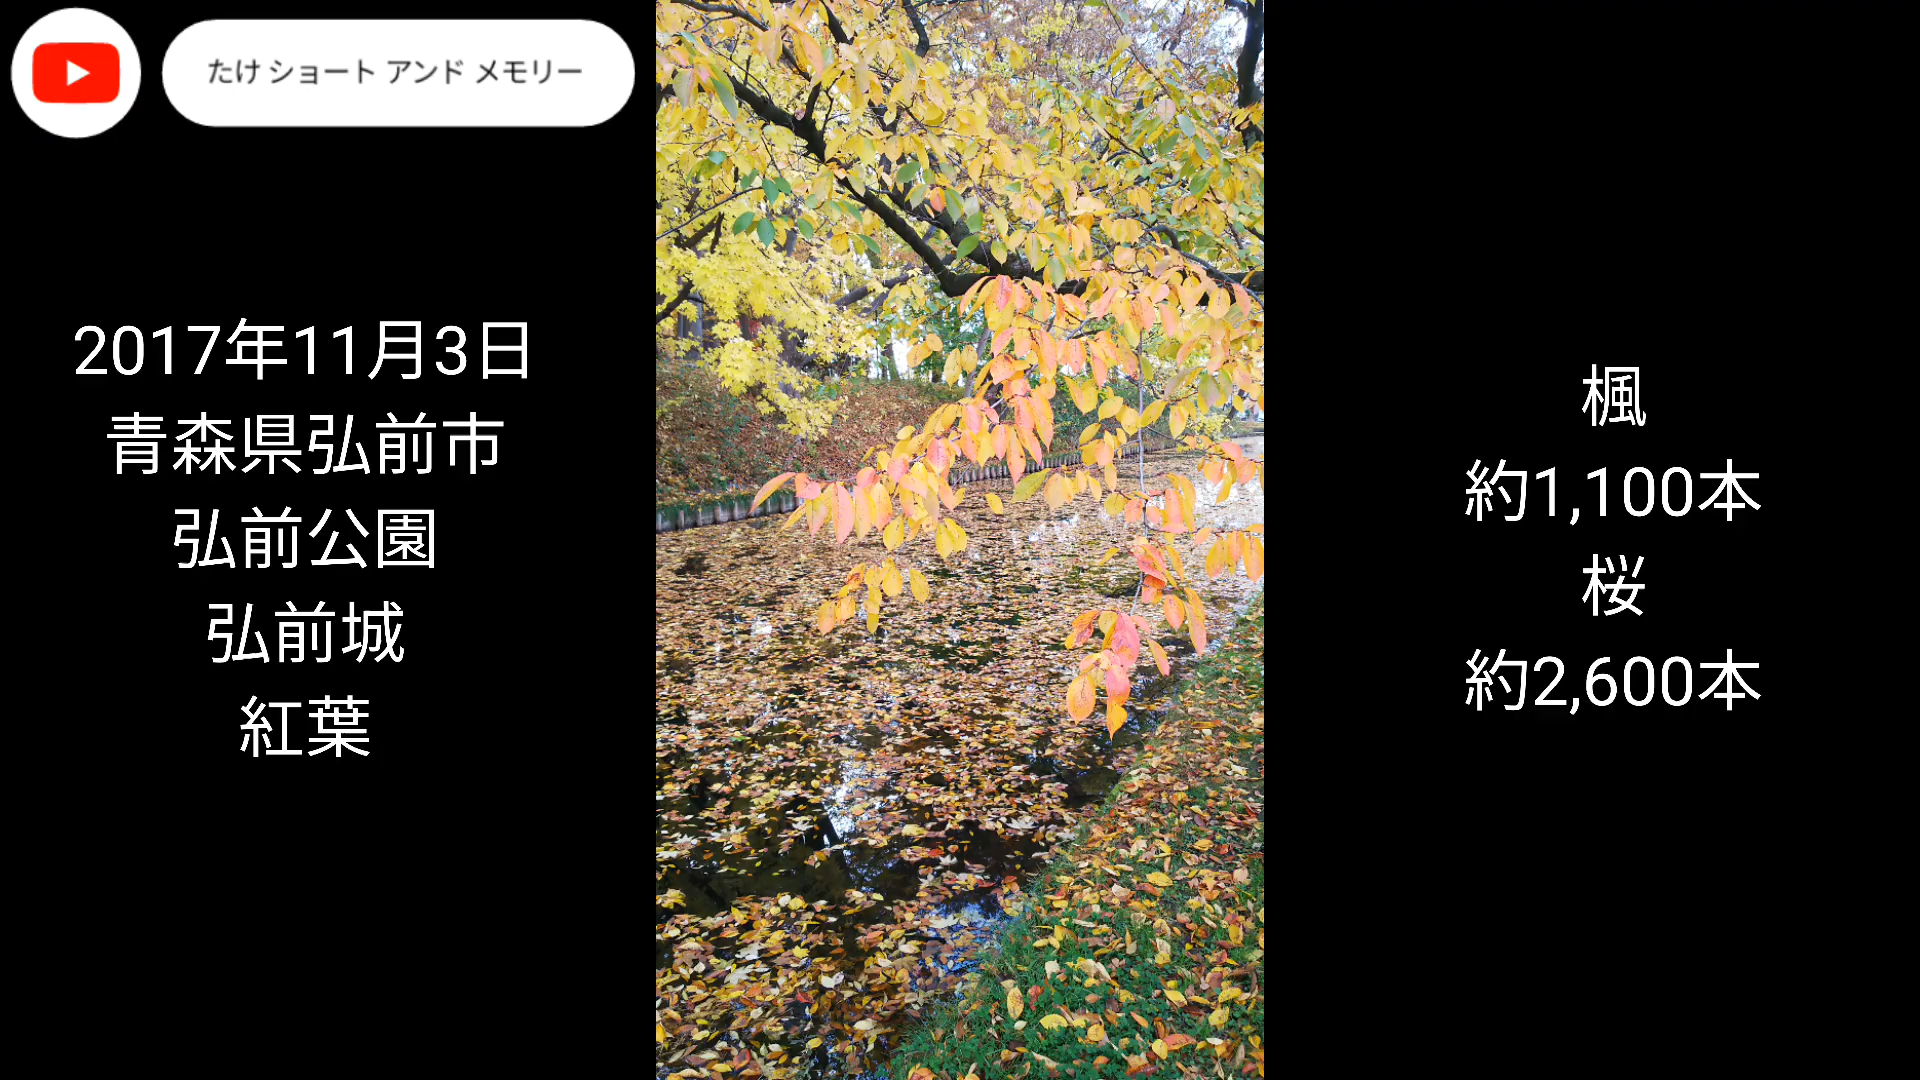 たけ ショート アンド メモリー
2017年11月3日
青森県弘前市
弘前公園
弘前城
紅葉
楓
約1,100本
桜
約2,600本